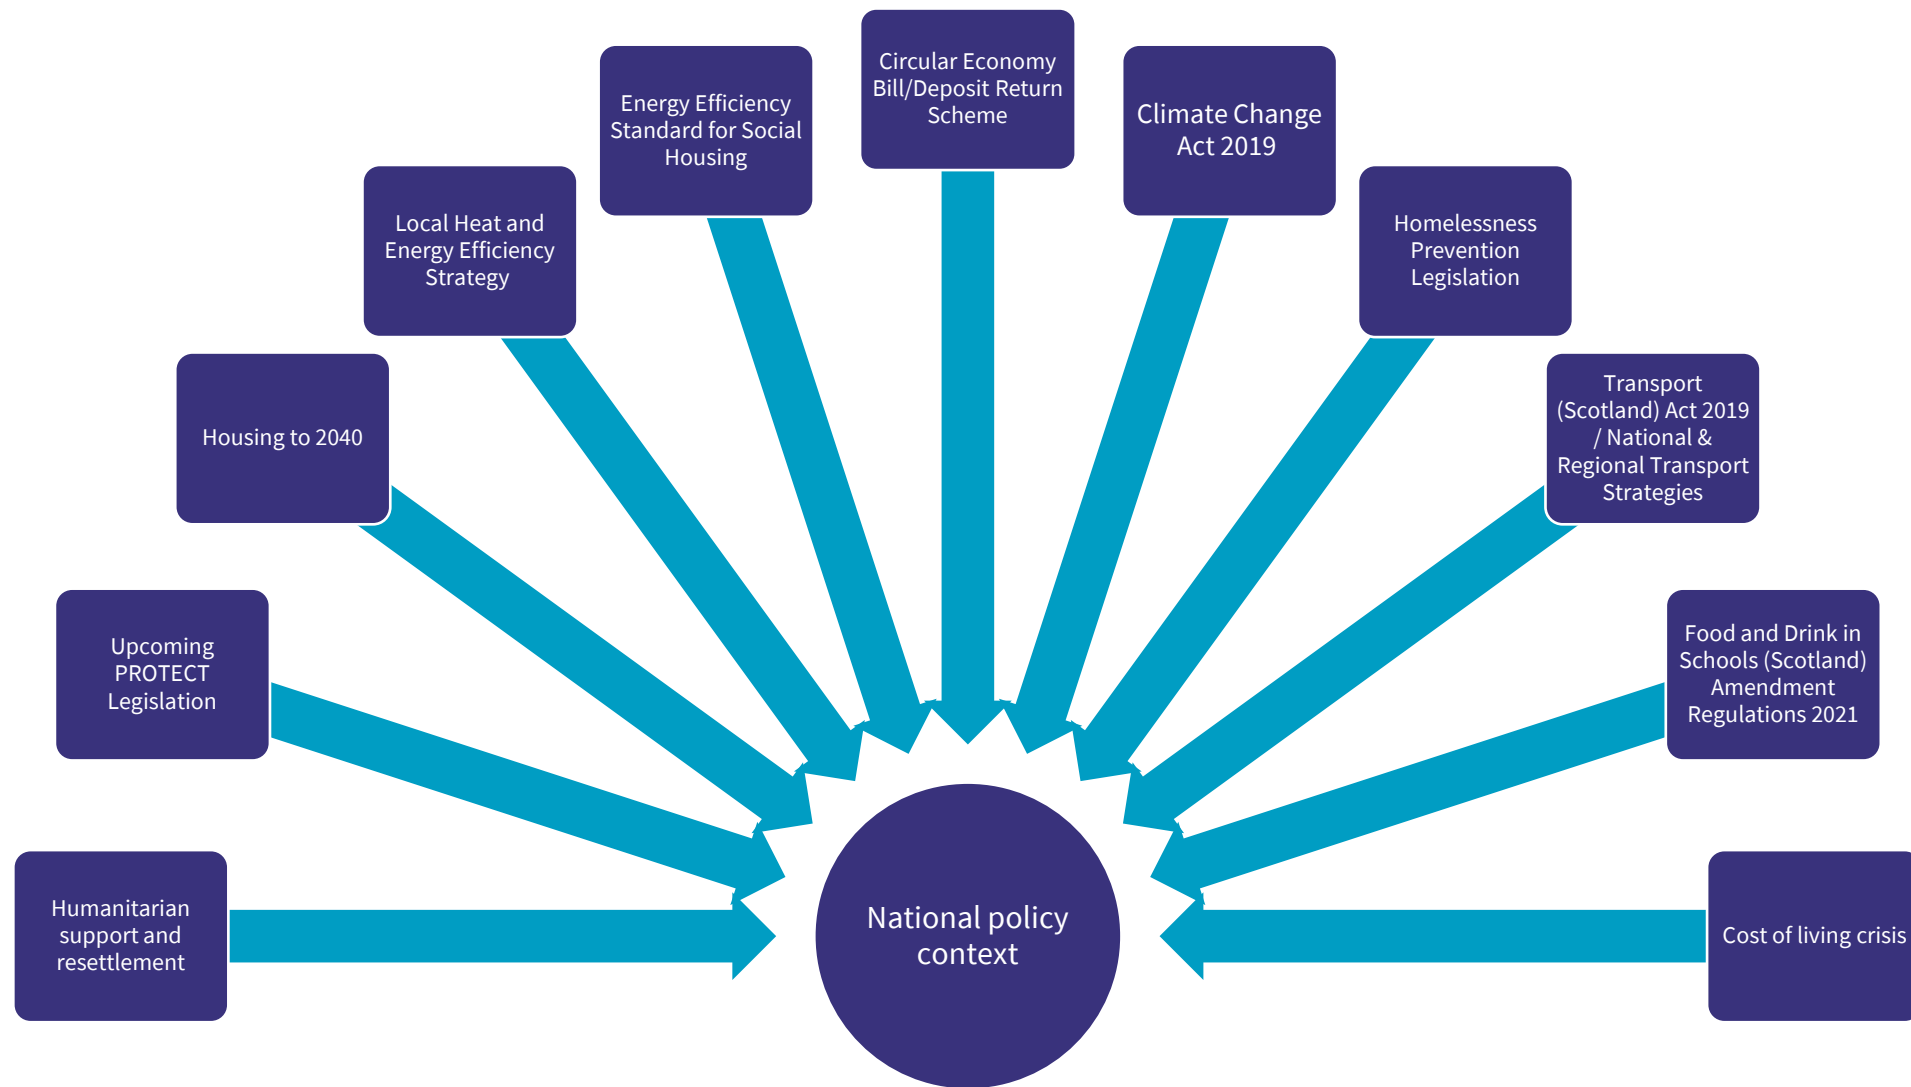 Humanitarian
support and
resettlement
Upcoming
PROTECT
Legislation
Housing to 2040
Local Heat and
Energy Efficiency
Strategy
Energy Efficiency
Standard for Social
Housing
Circular Economy
Bill/Deposit Return
Scheme
Climate Change
Act 2019
Homelessness
Prevention
Legislation
Transport
(Scotland) Act 2019
/ National &
Regional Transport
Strategies
Food and Drink in
Schools (Scotland)
Amendment
Regulations 2021
Cost of living crisis
National policy
context